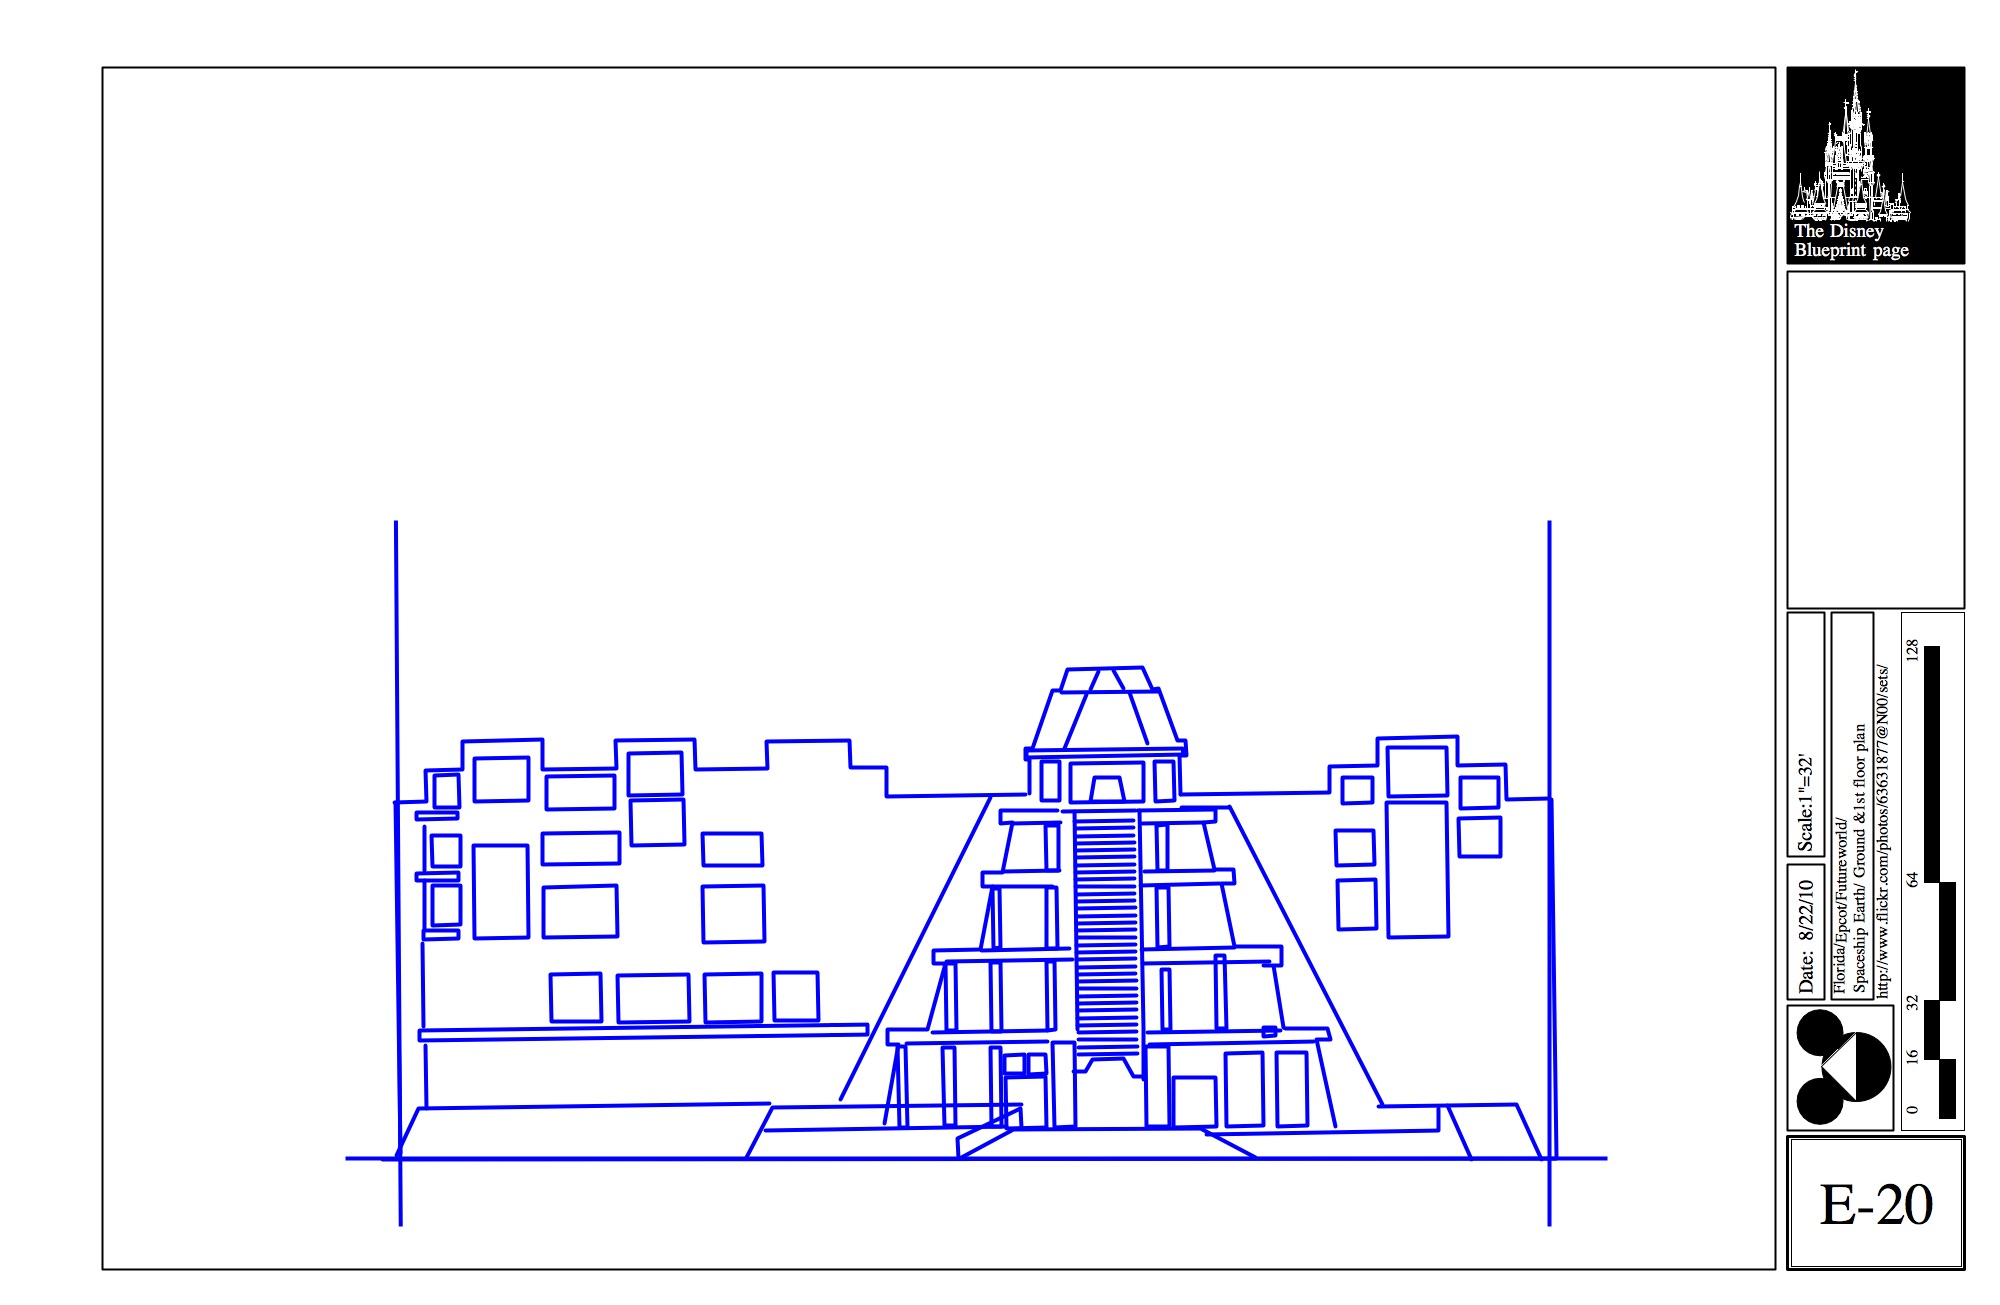 The Disney
Blueprint page
Scale:1"=32'
Date: 8/22/10
Florida/Epcot/Futureworld/
Spaceship Earth/ Ground &1st floor plan
http://www.flickr.com/photos/63631877@N00/sets/
128
64
32
16
0
E-20